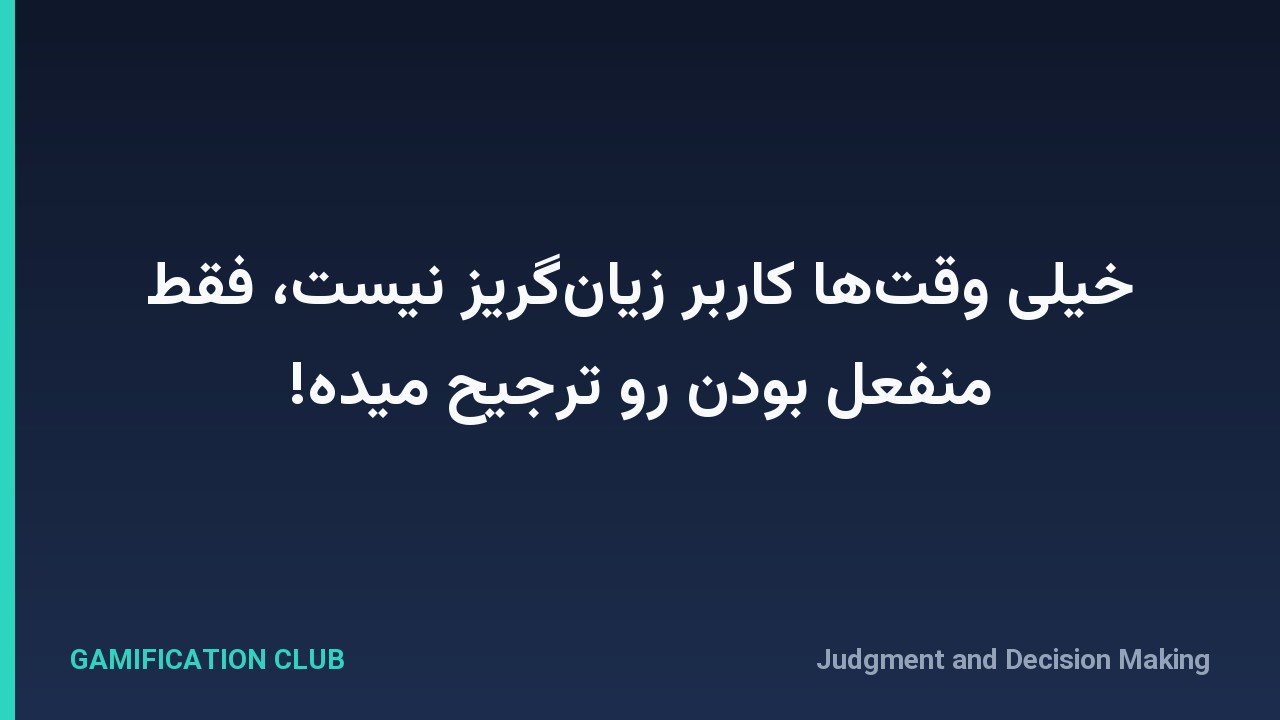 خیلی وقت‌ها کاربر زیان‌گریز نیست، فقط
منفعل بودن رو ترجیح میده!
GAMIFICATION CLUB
Judgment and Decision Making